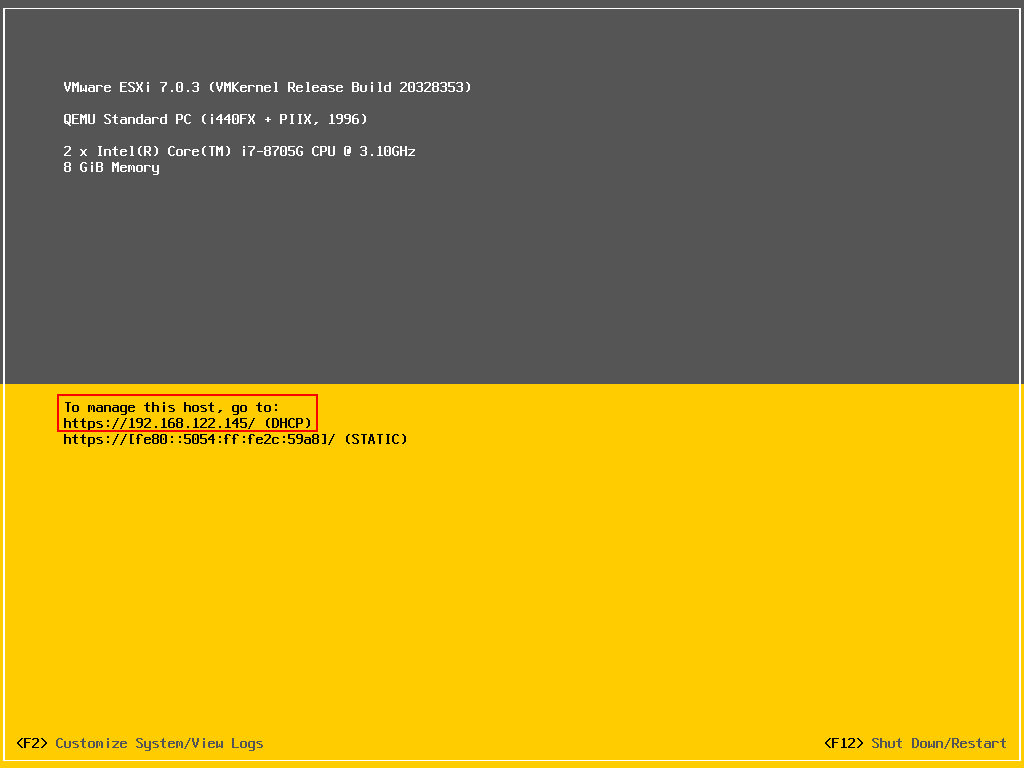 VMware ESXi 7.0.3 (VMKernel Release Build 20328353)
QEMU Standard PC (i440FX + PIIX, 1996)
2 x Intel(R) Core(TM) i7-8705G CPU @ 3.10GHz
8 GiB Memory
To manage this host, go to:
https://192.168.122.145/ (DHCP)
https://[fe80::5054:ff:fe2c:59a8]/ (STATIC)
<F2> Customize System/View Logs
<F12> Shut Down/Restart